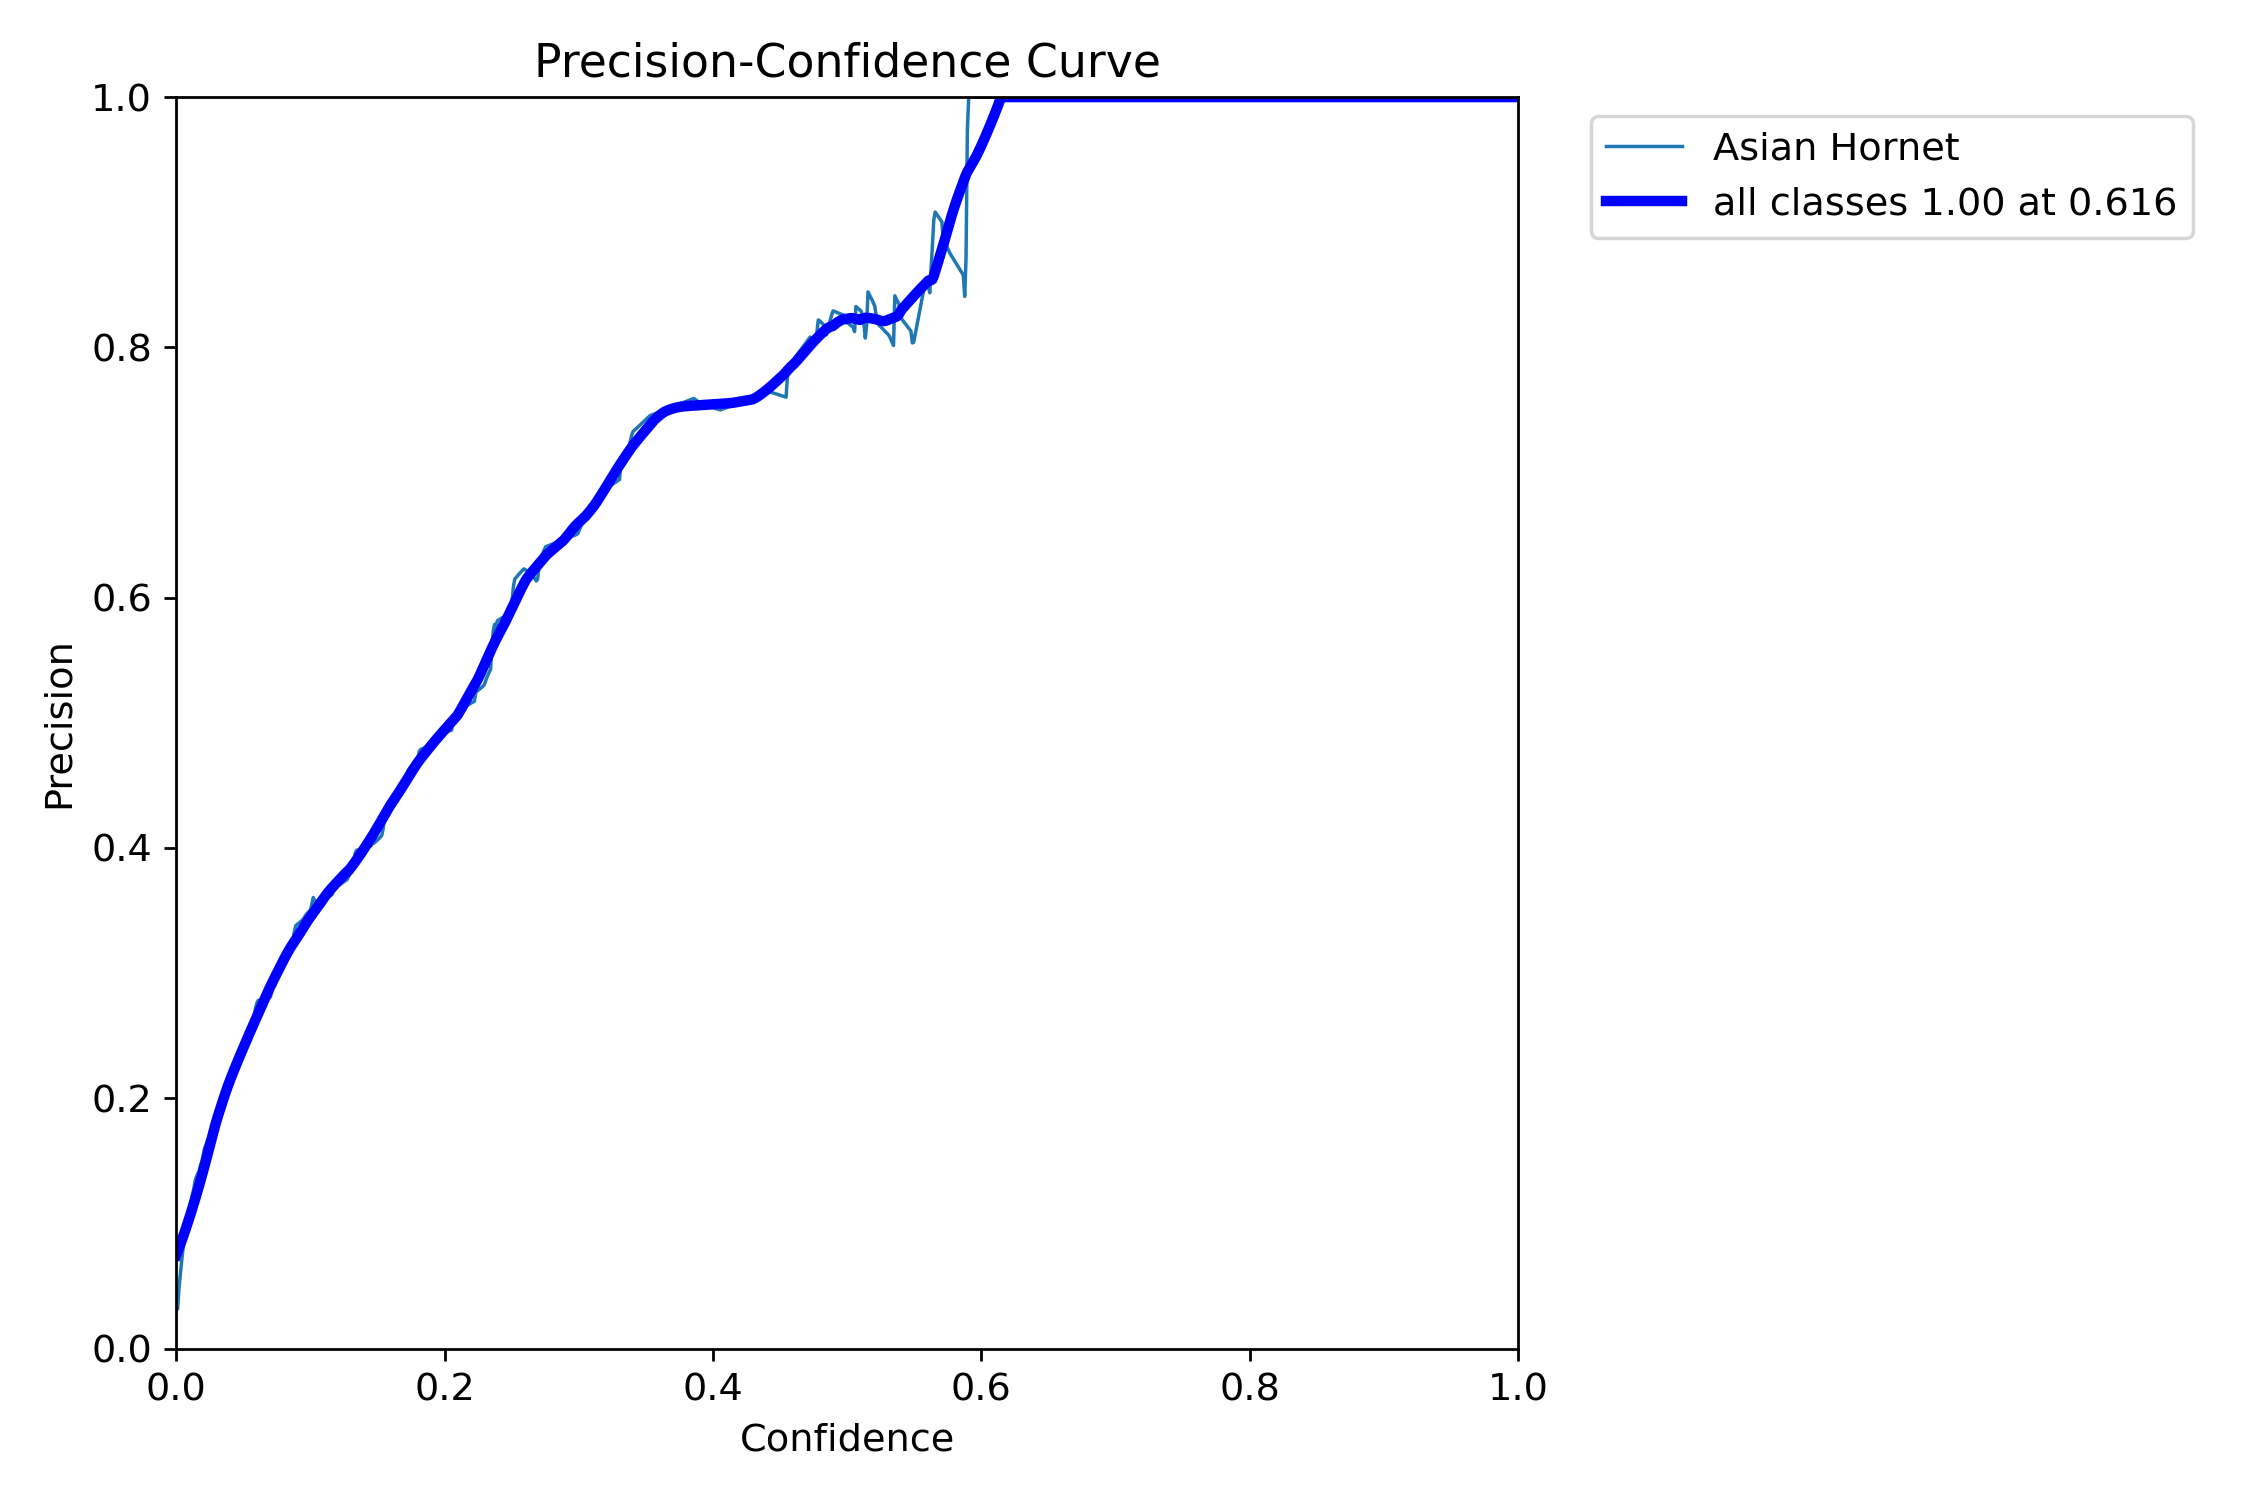 Precision-Confidence Curve
1.0
0.8
0.6
0.4
0.2
0.0
Precision
0.0 0.2 0.4 0.6 0.8 1.0
Confidence
Asian Hornet
all classes 1.00 at 0.616